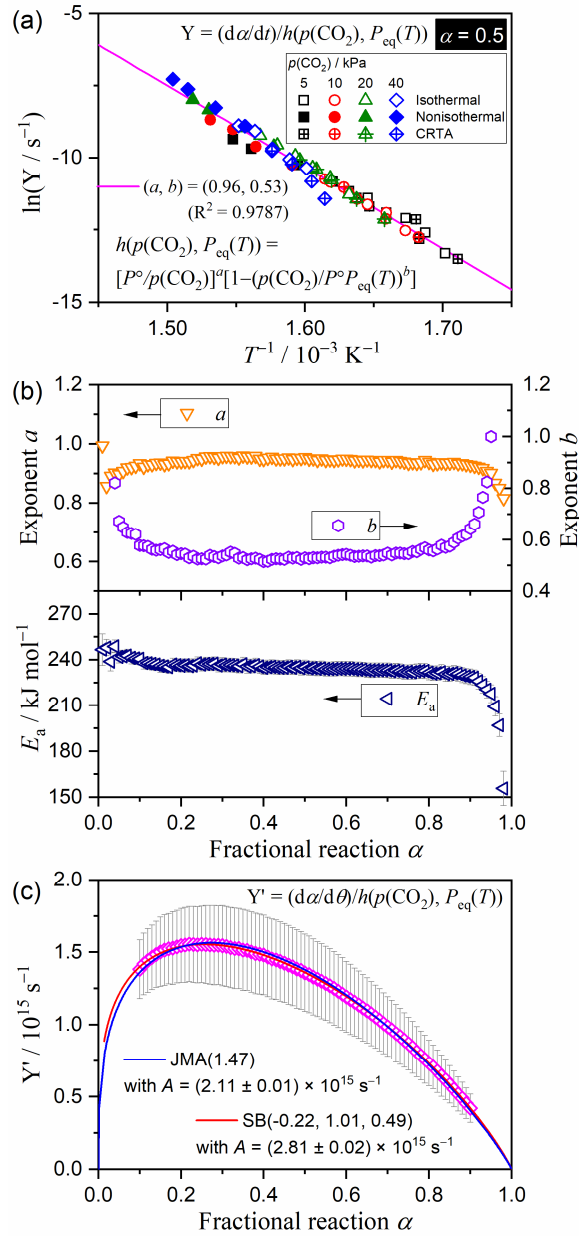 (a)
Y = (dα/dt)/h(p(CO₂), Pₑq(T))
α = 0.5
p(CO₂) / kPa
5 10 20 40
Isothermal
Nonisothermal
CRTA
(a, b) = (0.96, 0.53)
(R² = 0.9787)
h(p(CO₂), Pₑq(T)) =
[P°/p(CO₂)]ᵃ[1−(p(CO₂)/P°Pₑq(T))ᵇ]
-5
-10
-15
ln(Y / s⁻¹)
1.50 1.60 1.70
T⁻¹ / 10⁻³ K⁻¹
(b)
1.2
1.0
0.8
0.6
Exponent a
a
b
1.2
1.0
0.8
0.6
0.4
Exponent b
270
240
210
180
150
Eₐ / kJ mol⁻¹
Eₐ
0.0 0.2 0.4 0.6 0.8 1.0
Fractional reaction α
(c)
Y' = (dα/dθ)/h(p(CO₂), Pₑq(T))
2.0
1.5
1.0
0.5
0.0
Y' / 10¹⁵ s⁻¹
JMA(1.47)
with A = (2.11 ± 0.01) × 10¹⁵ s⁻¹
SB(-0.22, 1.01, 0.49)
with A = (2.81 ± 0.02) × 10¹⁵ s⁻¹
0.0 0.2 0.4 0.6 0.8 1.0
Fractional reaction α